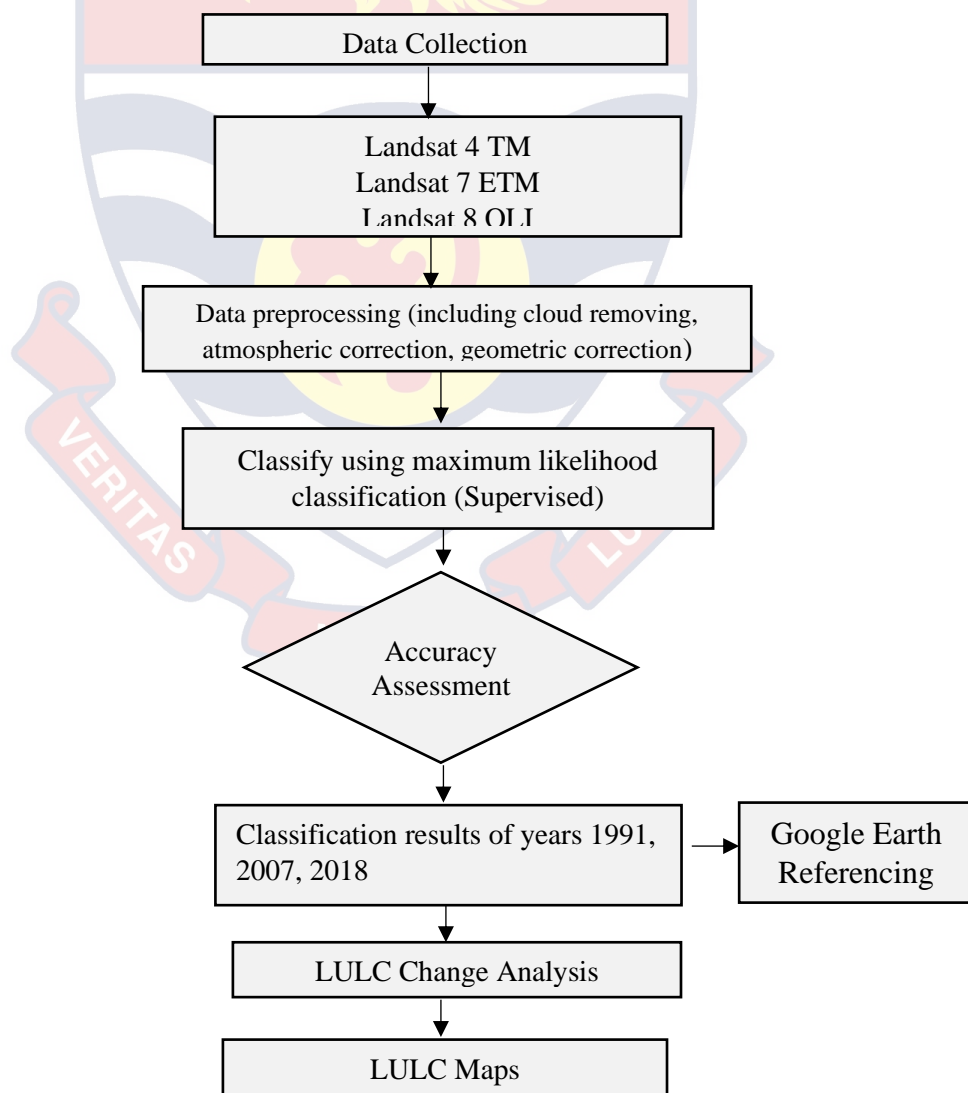 Data Collection
Landsat 4 TM
Landsat 7 ETM
Landsat 8 OLI
Data preprocessing (including cloud removing,
atmospheric correction, geometric correction)
Classify using maximum likelihood
classification (Supervised)
VERITAS
Accuracy
Assessment
Classification results of years 1991,
2007, 2018
Google Earth
Referencing
LULC Change Analysis
LULC Maps